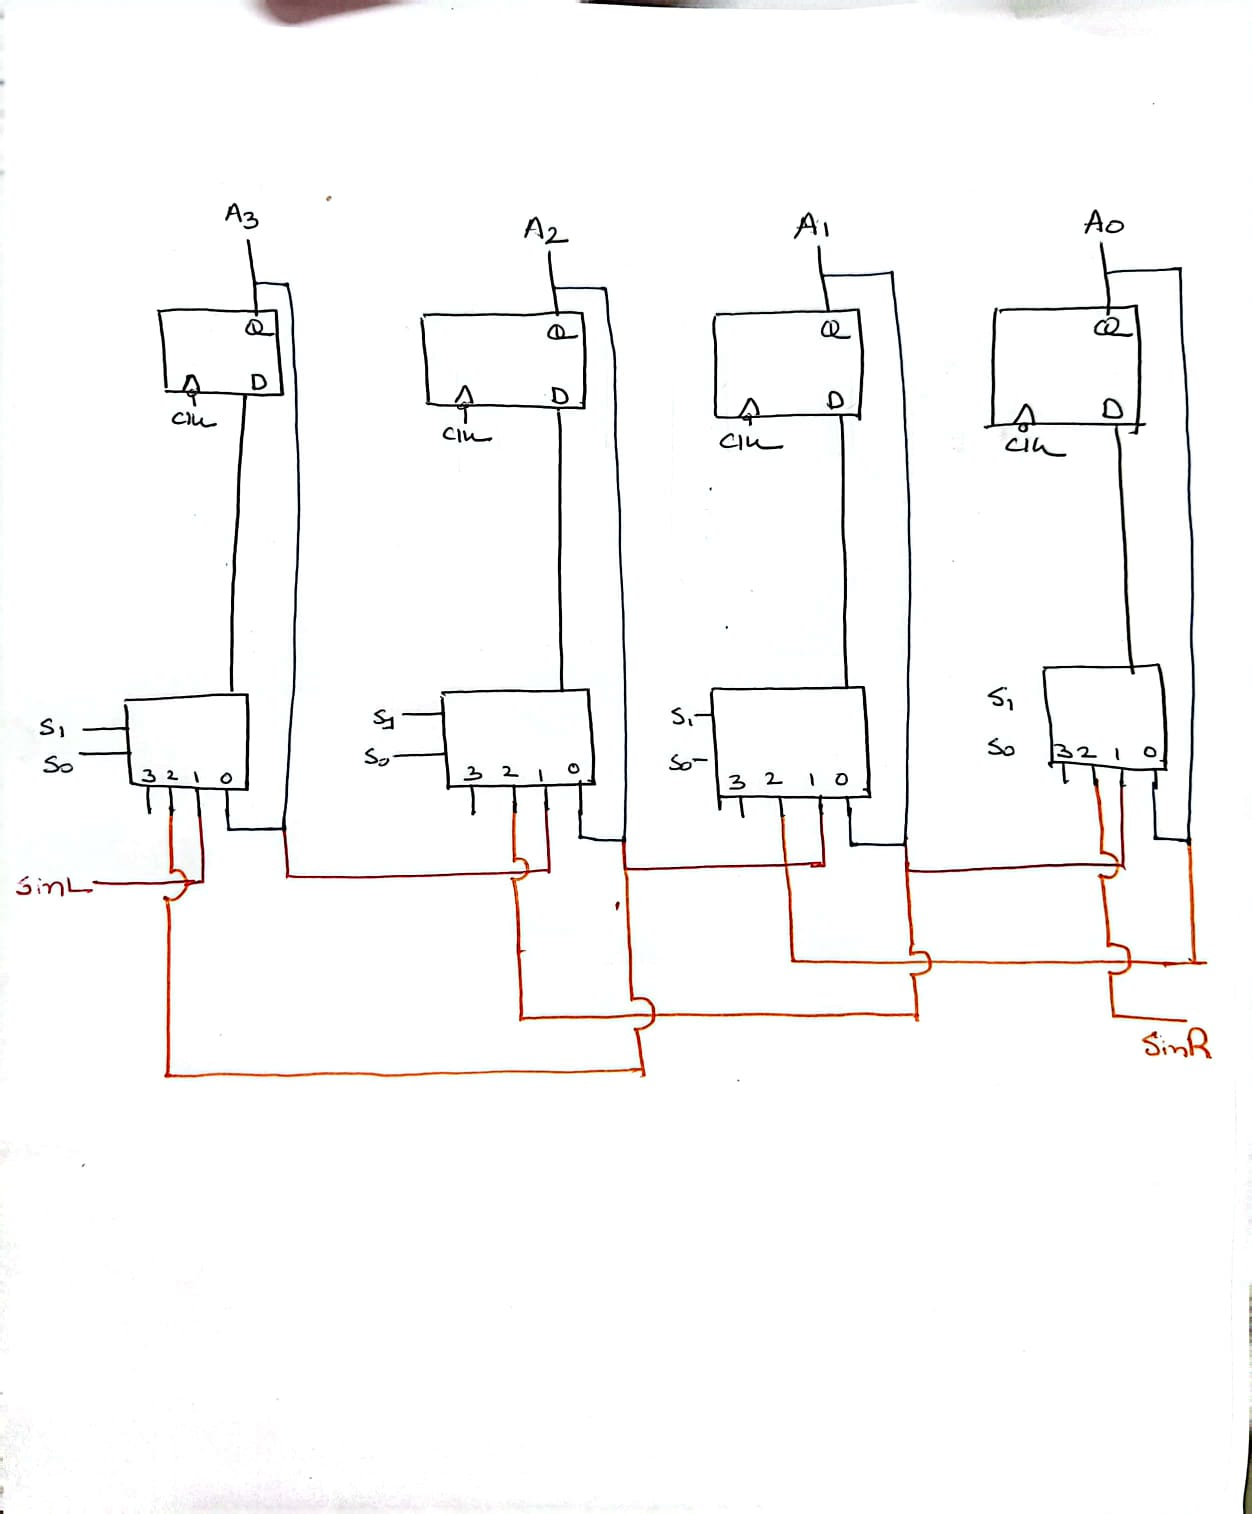 A3 A2 A1 A0
Q Q Q Q
D D D D
Clk Clk Clk Clk
S1 S1 S1 S1
S0 S0 S0 S0
3 2 1 0 3 2 1 0 3 2 1 0 3 2 1 0
SinL
SinR